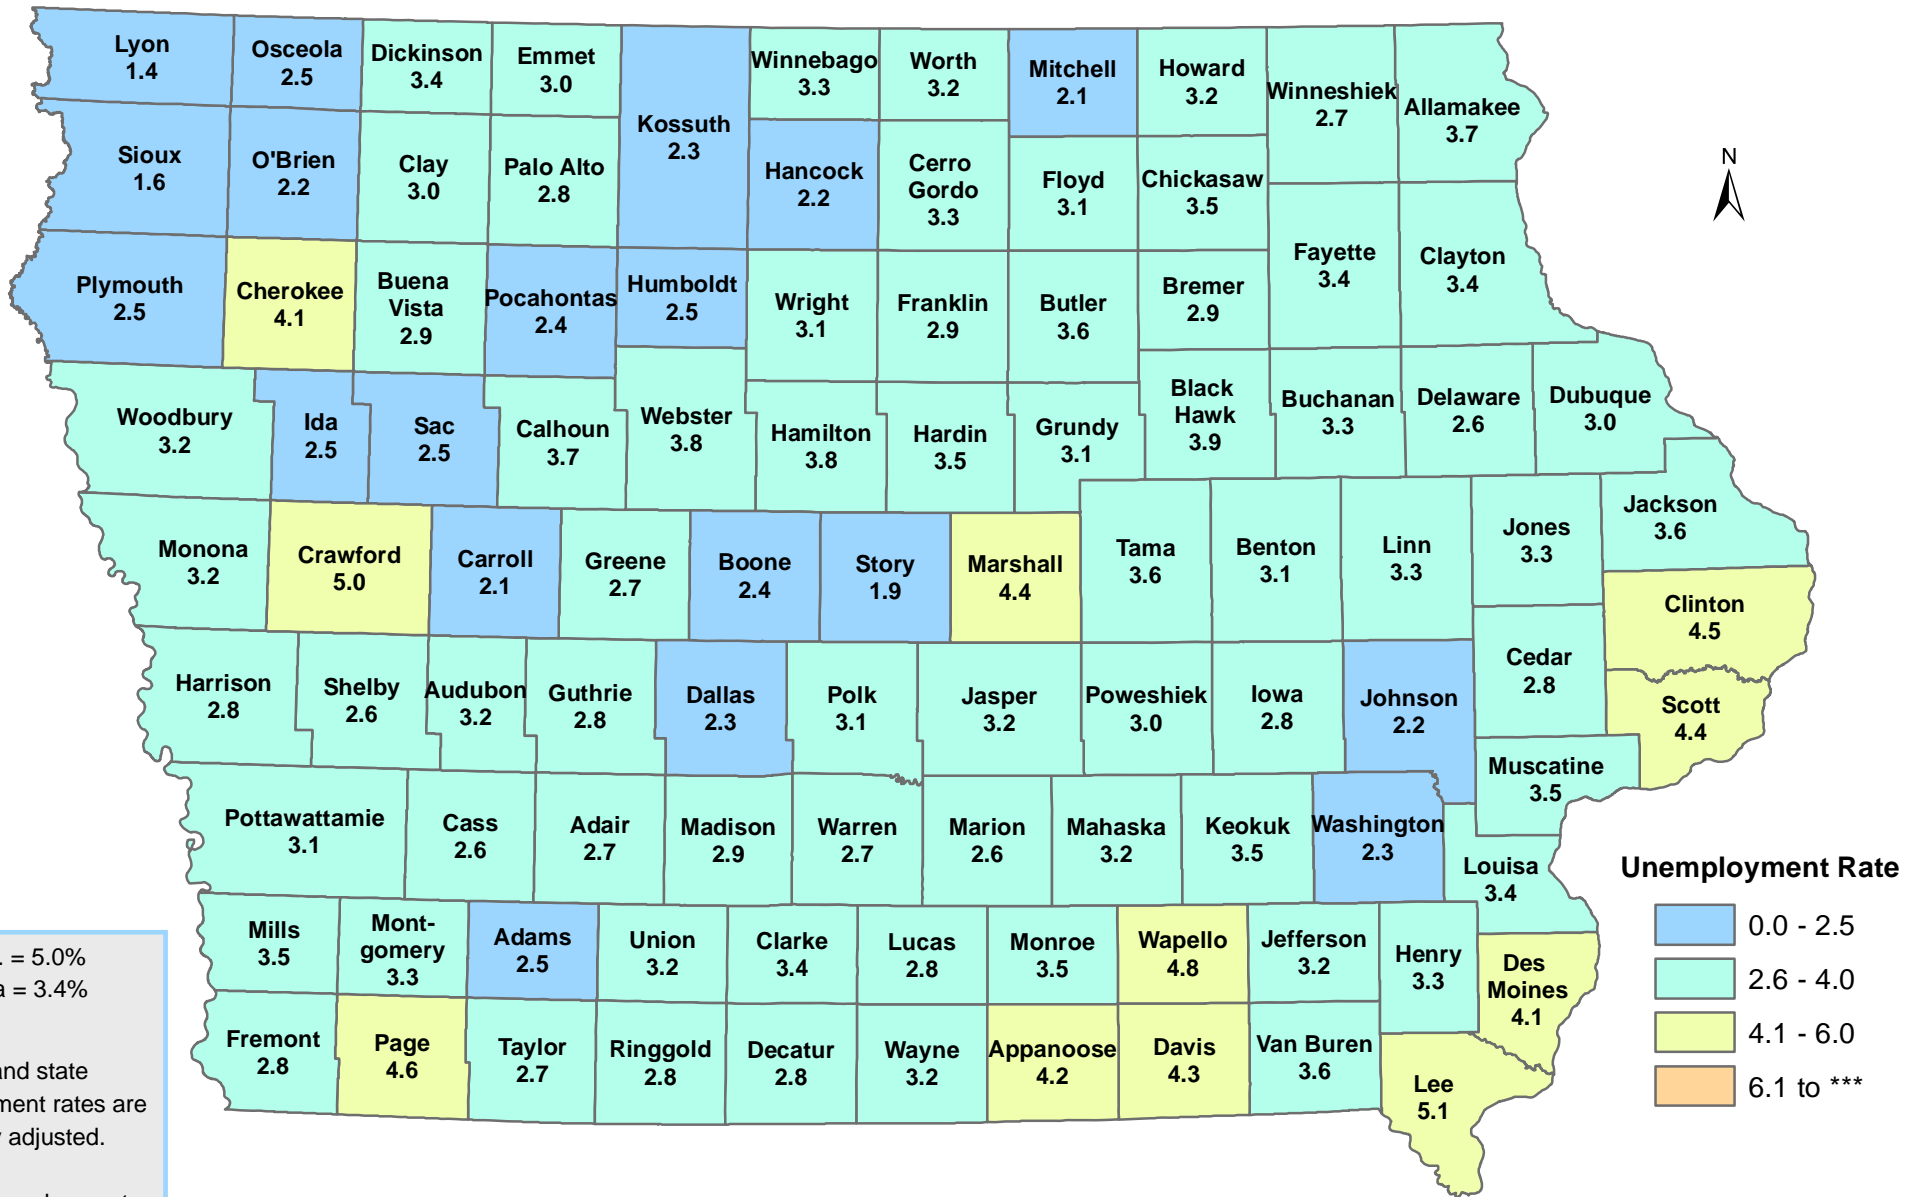 Lyon
1.4
Osceola
2.5
Dickinson
3.4
Emmet
3.0
Kossuth
2.3
Winnebago
3.3
Worth
3.2
Mitchell
2.1
Howard
3.2
Winneshiek
2.7
Allamakee
3.7
Sioux
1.6
O'Brien
2.2
Clay
3.0
Palo Alto
2.8
Hancock
2.2
Cerro
Gordo
3.3
Floyd
3.1
Chickasaw
3.5
N
Plymouth
2.5
Cherokee
4.1
Buena
Vista
2.9
Pocahontas
2.4
Humboldt
2.5
Wright
3.1
Franklin
2.9
Butler
3.6
Bremer
2.9
Fayette
3.4
Clayton
3.4
Woodbury
3.2
Ida
2.5
Sac
2.5
Calhoun
3.7
Webster
3.8
Hamilton
3.8
Hardin
3.5
Grundy
3.1
Black
Hawk
3.9
Buchanan
3.3
Delaware
2.6
Dubuque
3.0
Monona
3.2
Crawford
5.0
Carroll
2.1
Greene
2.7
Boone
2.4
Story
1.9
Marshall
4.4
Tama
3.6
Benton
3.1
Linn
3.3
Jones
3.3
Jackson
3.6
Clinton
4.5
Harrison
2.8
Shelby
2.6
Audubon
3.2
Guthrie
2.8
Dallas
2.3
Polk
3.1
Jasper
3.2
Poweshiek
3.0
Iowa
2.8
Johnson
2.2
Cedar
2.8
Scott
4.4
Muscatine
3.5
Pottawattamie
3.1
Cass
2.6
Adair
2.7
Madison
2.9
Warren
2.7
Marion
2.6
Mahaska
3.2
Keokuk
3.5
Washington
2.3
Louisa
3.4
Mills
3.5
Mont-
gomery
3.3
Adams
2.5
Union
3.2
Clarke
3.4
Lucas
2.8
Monroe
3.5
Wapello
4.8
Jefferson
3.2
Henry
3.3
Des
Moines
4.1
Fremont
2.8
Page
4.6
Taylor
2.7
Ringgold
2.8
Decatur
2.8
Wayne
3.2
Appanoose
4.2
Davis
4.3
Van Buren
3.6
Lee
5.1
Unemployment Rate
0.0 - 2.5
2.6 - 4.0
4.1 - 6.0
6.1 to ***
. = 5.0%
a = 3.4%
and state
ment rates are
y adjusted.